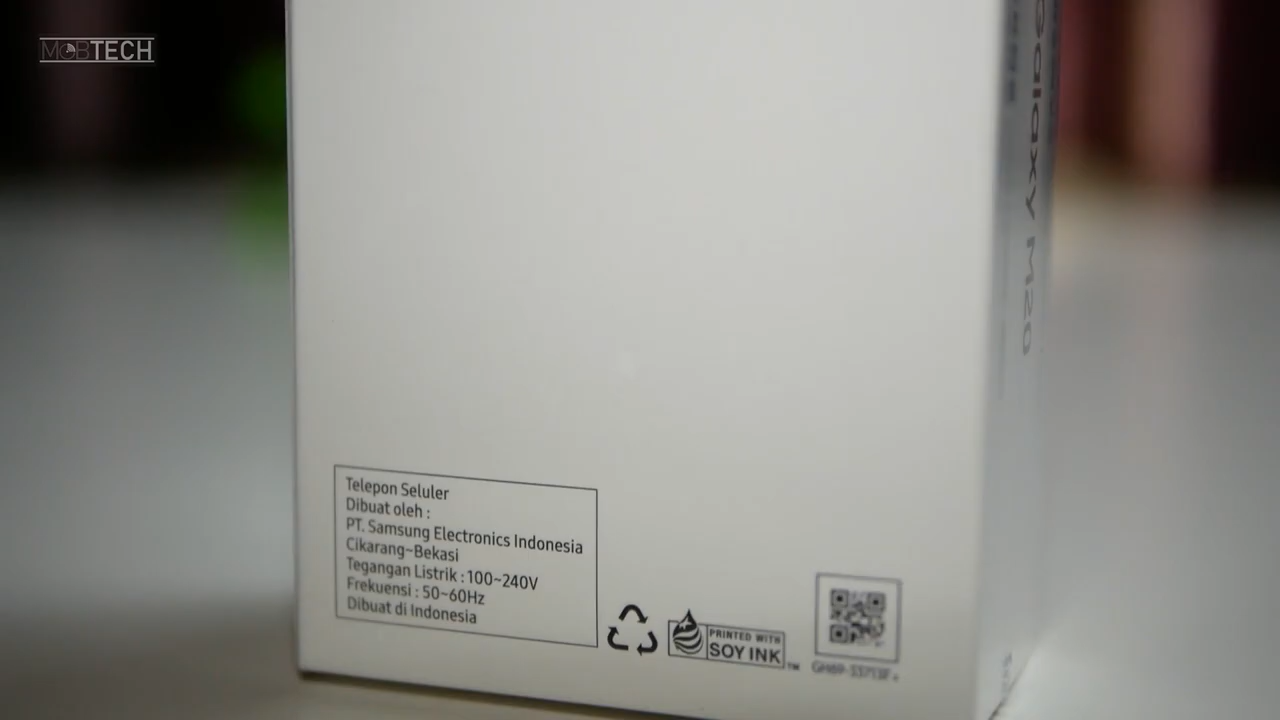 MOBTECH
Galaxy M20
Telepon Seluler
Dibuat oleh :
PT. Samsung Electronics Indonesia
Cikarang~Bekasi
Tegangan Listrik : 100~240V
Frekuensi : 50~60Hz
Dibuat di Indonesia
PRINTED WITH
SOY INK™